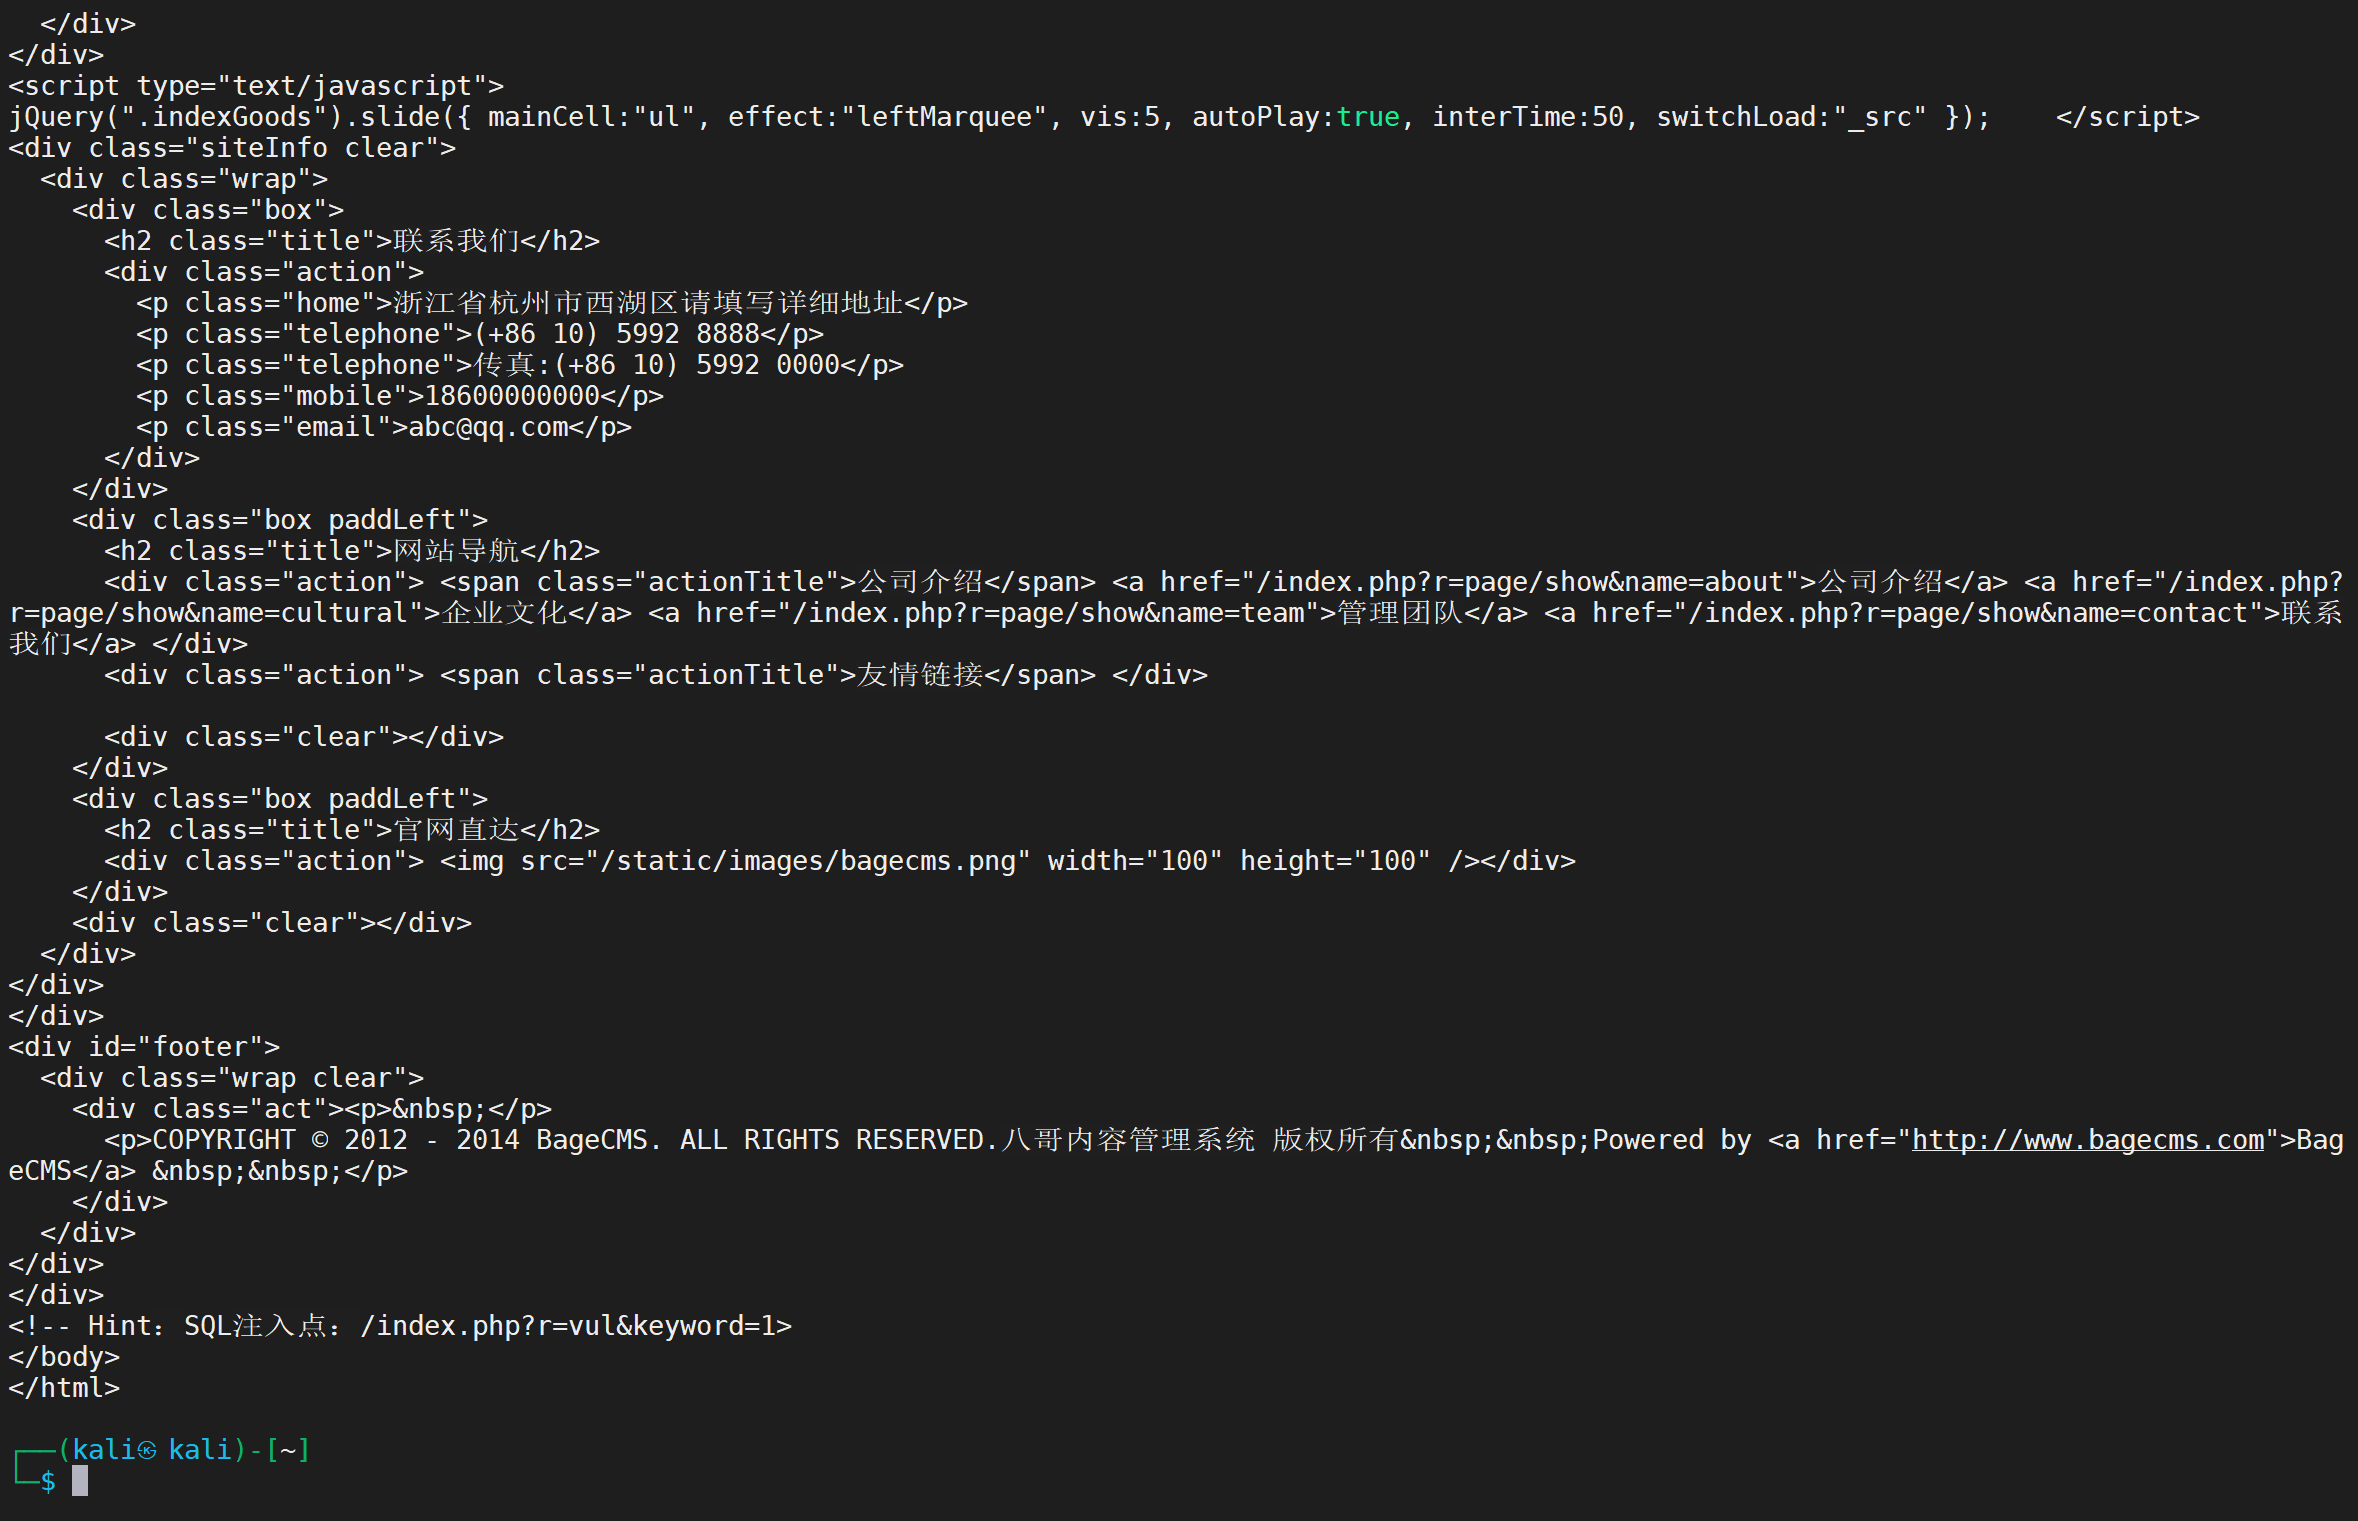 </div>
</div>
<script type="text/javascript">
jQuery(".indexGoods").slide({ mainCell:"ul", effect:"leftMarquee", vis:5, autoPlay:true, interTime:50, switchLoad:"_src" });    </script>
<div class="siteInfo clear">
  <div class="wrap">
    <div class="box">
      <h2 class="title">联系我们</h2>
      <div class="action">
        <p class="home">浙江省杭州市西湖区请填写详细地址</p>
        <p class="telephone">(+86 10) 5992 8888</p>
        <p class="telephone">传真:(+86 10) 5992 0000</p>
        <p class="mobile">18600000000</p>
        <p class="email">abc@qq.com</p>
      </div>
    </div>
    <div class="box paddLeft">
      <h2 class="title">网站导航</h2>
      <div class="action"> <span class="actionTitle">公司介绍</span> <a href="/index.php?r=page/show&name=about">公司介绍</a> <a href="/index.php?
r=page/show&name=cultural">企业文化</a> <a href="/index.php?r=page/show&name=team">管理团队</a> <a href="/index.php?r=page/show&name=contact">联系
我们</a> </div>
      <div class="action"> <span class="actionTitle">友情链接</span> </div>

      <div class="clear"></div>
    </div>
    <div class="box paddLeft">
      <h2 class="title">官网直达</h2>
      <div class="action"> <img src="/static/images/bagecms.png" width="100" height="100" /></div>
    </div>
    <div class="clear"></div>
  </div>
</div>
</div>
<div id="footer">
  <div class="wrap clear">
    <div class="act"><p>&nbsp;</p>
      <p>COPYRIGHT © 2012 - 2014 BageCMS. ALL RIGHTS RESERVED.八哥内容管理系统 版权所有&nbsp;&nbsp;Powered by <a href="http://www.bagecms.com">Bag
eCMS</a> &nbsp;&nbsp;</p>
    </div>
  </div>
</div>
</div>
<!-- Hint：SQL注入点：/index.php?r=vul&keyword=1>
</body>
</html>

┌──(kali㉿kali)-[~]
└─$